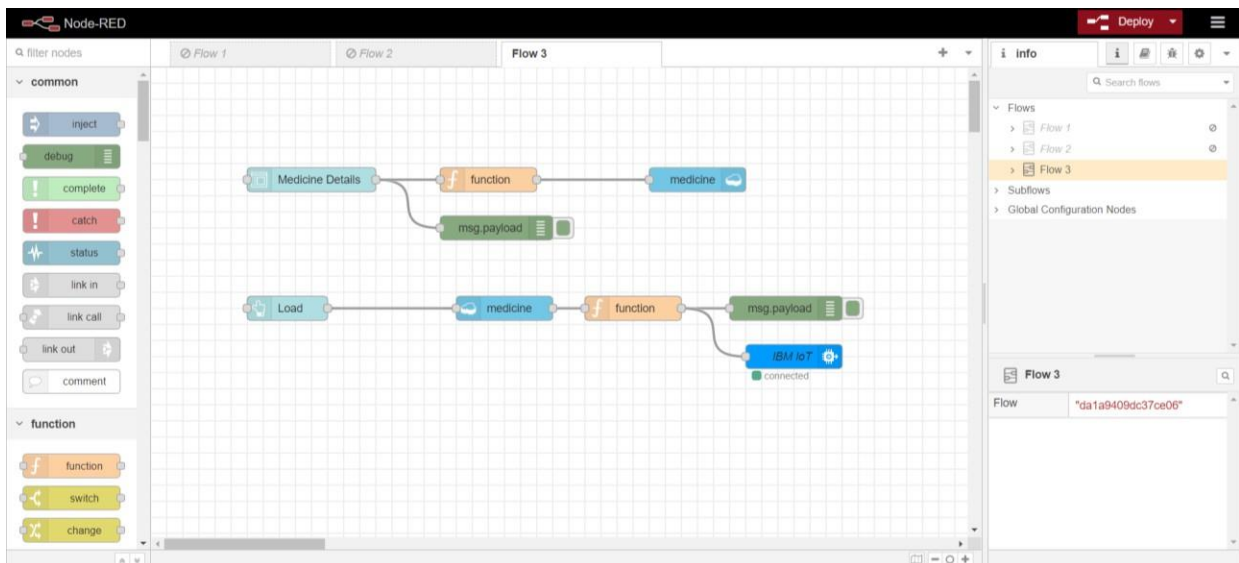 Node-RED
Deploy
filter nodes
Flow 1
Flow 2
Flow 3
i info
i
Search flows
common
inject
debug
complete
catch
status
link in
link call
link out
comment
function
function
switch
change
Medicine Details
function
medicine
msg.payload
Load
medicine
function
msg.payload
IBM IoT
connected
Flows
Flow 1
Flow 2
Flow 3
Subflows
Global Configuration Nodes
Flow 3
Flow "da1a9409dc37ce06"